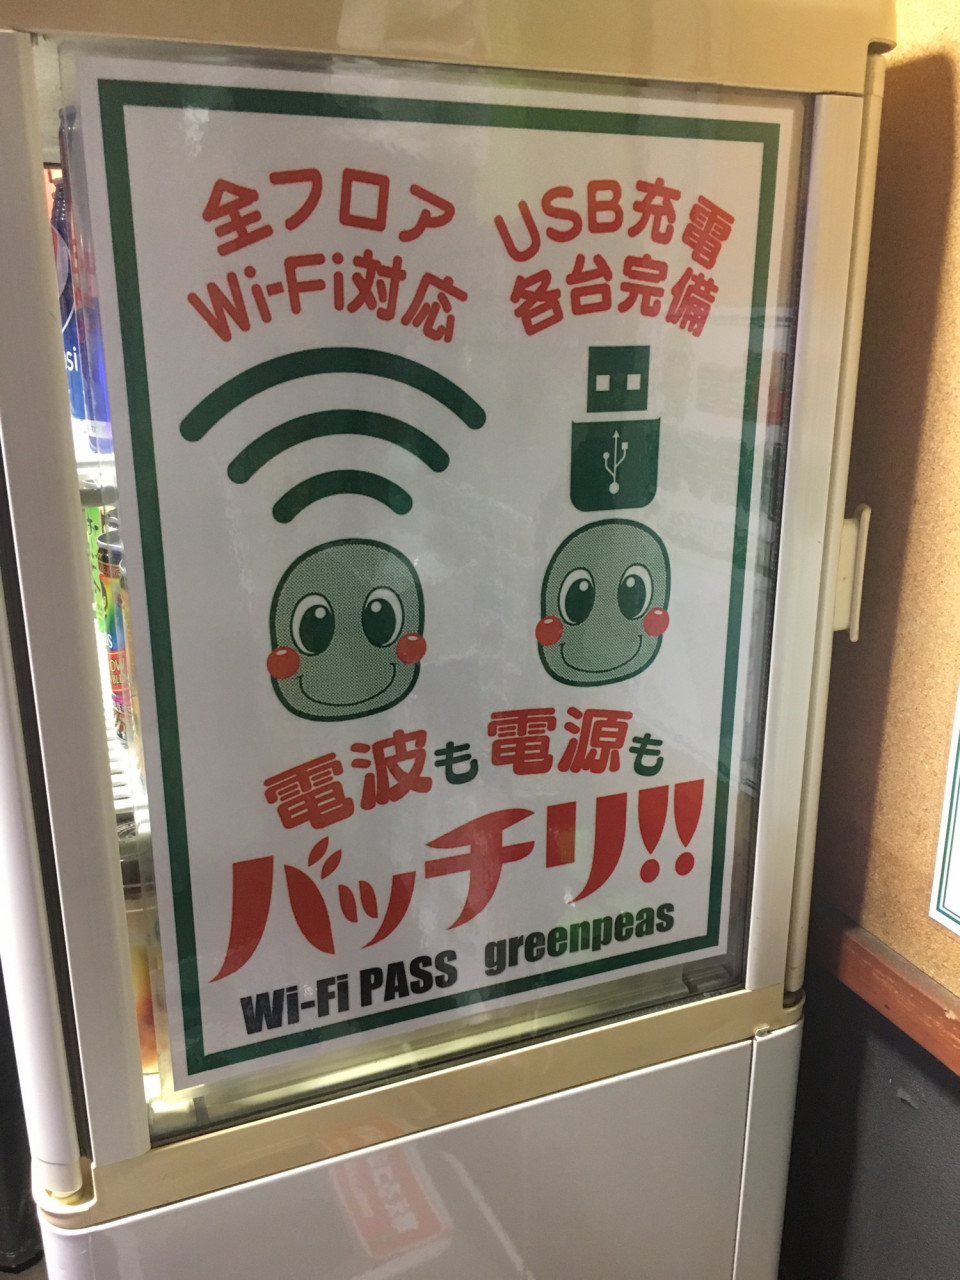 全フロア
Wi-Fi対応
USB充電
各台完備
電波も電源も
バッチリ!!
Wi-Fi PASS greenpeas